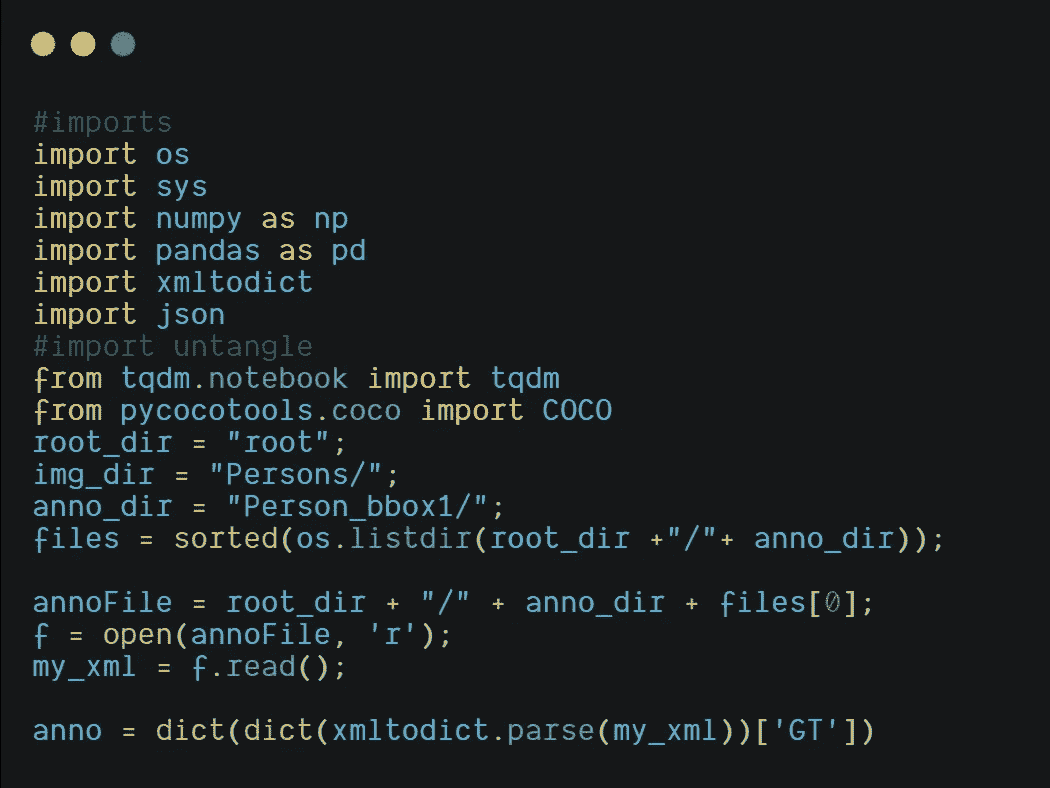 #imports
import os
import sys
import numpy as np
import pandas as pd
import xmltodict
import json
#import untangle
from tqdm.notebook import tqdm
from pycocotools.coco import COCO
root_dir = "root";
img_dir = "Persons/";
anno_dir = "Person_bbox1/";
files = sorted(os.listdir(root_dir +"/"+ anno_dir));
annoFile = root_dir + "/" + anno_dir + files[0];
f = open(annoFile, 'r');
my_xml = f.read();
anno = dict(dict(xmltodict.parse(my_xml))['GT'])